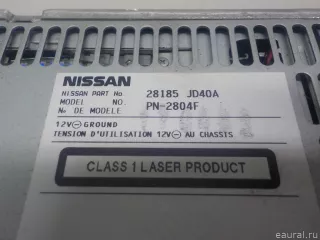 NISSAN
NISSAN PART No. 28185 JD40A
MODEL NO. PN-2804F
No DE MODELE
12V⊖GROUND
TENSION D'UTILISATION 12V⊖ AU CHASSIS
CLASS 1 LASER PRODUCT
eaural.ru